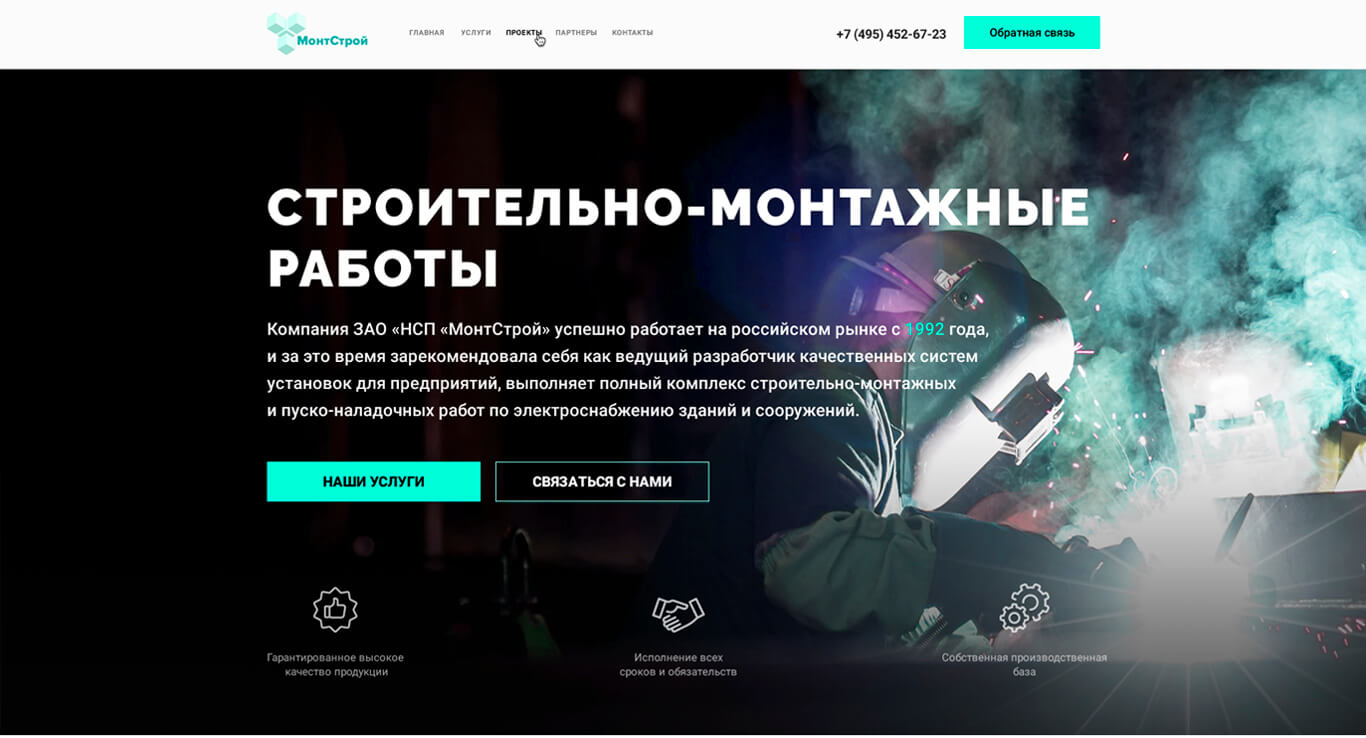 МонтСтрой
ГЛАВНАЯ
УСЛУГИ
ПРОЕКТЫ
ПАРТНЕРЫ
КОНТАКТЫ
+7 (495) 452-67-23
Обратная связь
СТРОИТЕЛЬНО-МОНТАЖНЫЕ
РАБОТЫ
Компания ЗАО «НСП «МонтСтрой» успешно работает на российском рынке с 1992 года,
и за это время зарекомендовала себя как ведущий разработчик качественных систем
установок для предприятий, выполняет полный комплекс строительно-монтажных
и пуско-наладочных работ по электроснабжению зданий и сооружений.
НАШИ УСЛУГИ
СВЯЗАТЬСЯ С НАМИ
Гарантированное высокое
качество продукции
Исполнение всех
сроков и обязательств
Собственная производственная
база